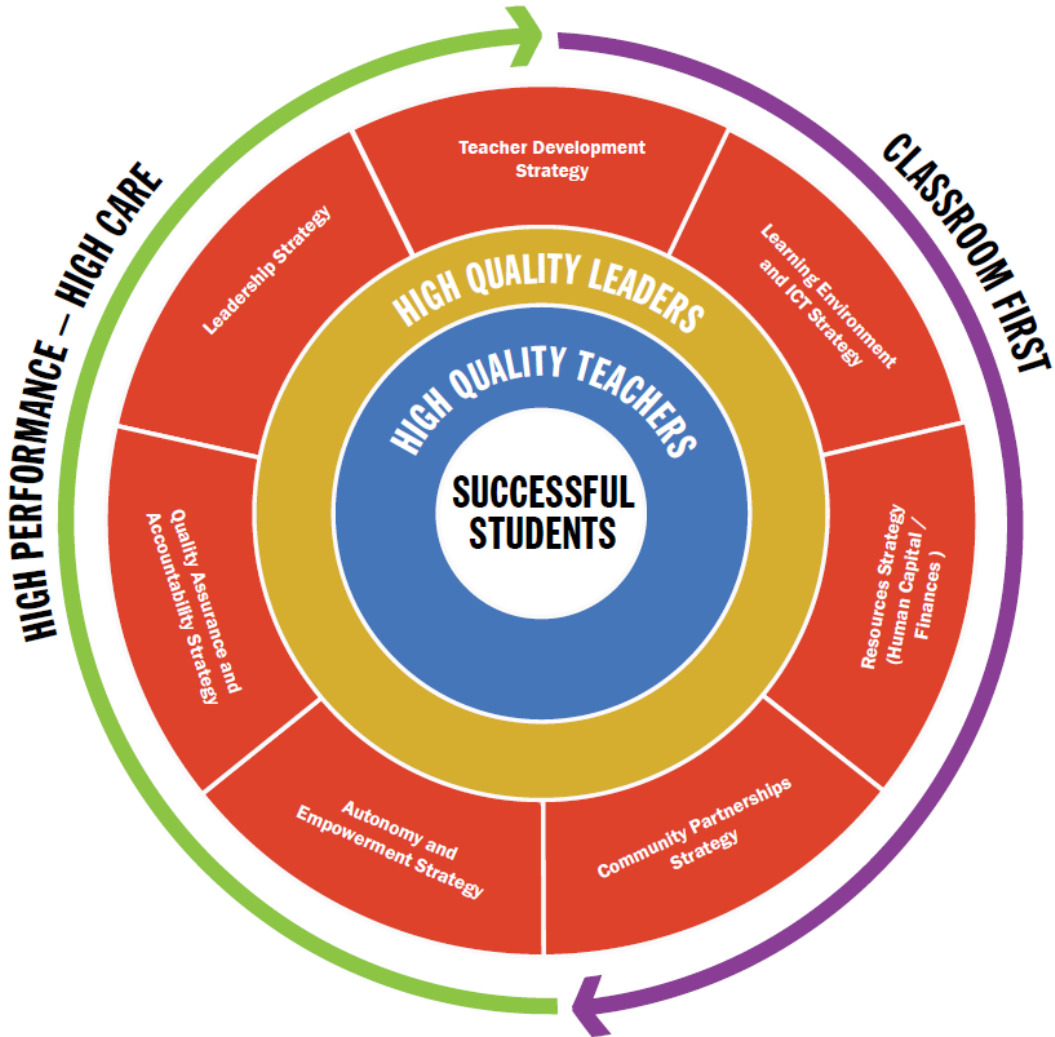 HIGH PERFORMANCE – HIGH CARE
CLASSROOM FIRST
Teacher Development
Strategy
Learning Environment
and ICT Strategy
Resources Strategy
(Human Capital /
Finances )
Community Partnerships
Strategy
Autonomy and
Empowerment Strategy
Quality Assurance and
Accountability Strategy
Leadership Strategy
HIGH QUALITY LEADERS
HIGH QUALITY TEACHERS
SUCCESSFUL
STUDENTS